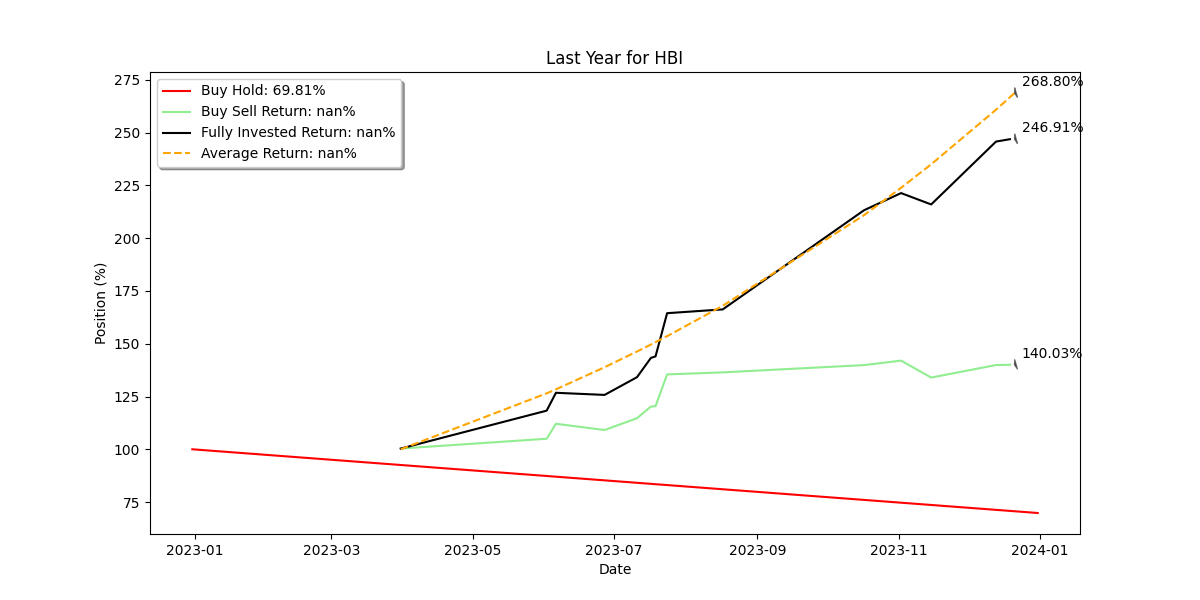 Last Year for HBI
275
250
225
200
175
150
125
100
75
Position (%)
Buy Hold: 69.81%
Buy Sell Return: nan%
Fully Invested Return: nan%
Average Return: nan%
268.80%
246.91%
140.03%
2023-01
2023-03
2023-05
2023-07
2023-09
2023-11
2024-01
Date